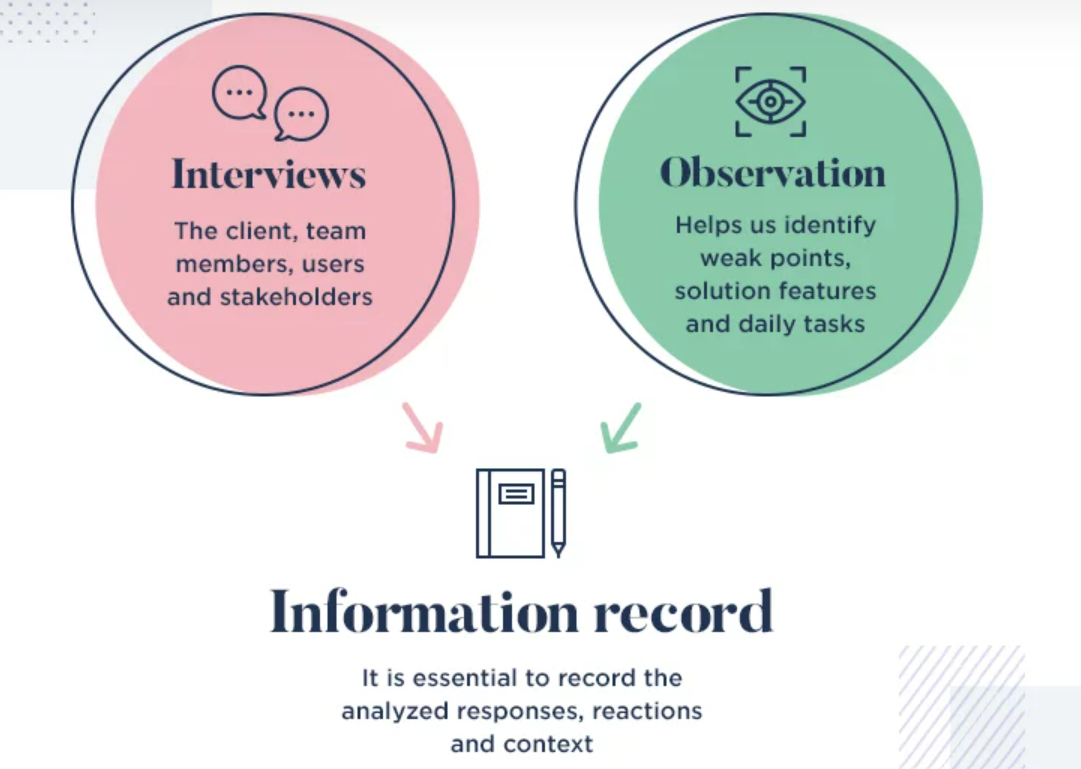 Interviews
The client, team
members, users
and stakeholders
Observation
Helps us identify
weak points,
solution features
and daily tasks
Information record
It is essential to record the
analyzed responses, reactions
and context